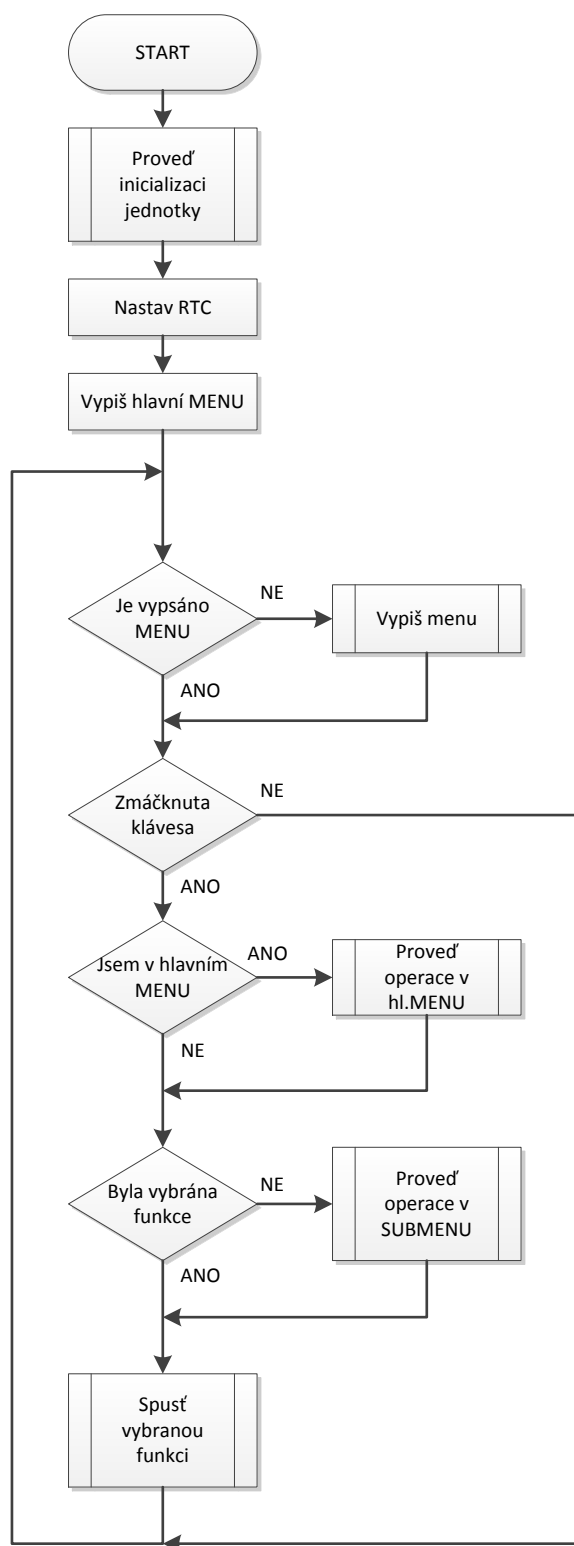 START
Proveď
inicializaci
jednotky
Nastav RTC
Vypiš hlavní MENU
Je vypsáno
MENU
NE
Vypiš menu
ANO
Zmáčknuta
klávesa
NE
ANO
Jsem v hlavním
MENU
ANO
Proveď
operace v
hl.MENU
NE
Byla vybrána
funkce
NE
Proveď
operace v
SUBMENU
ANO
Spusť
vybranou
funkci